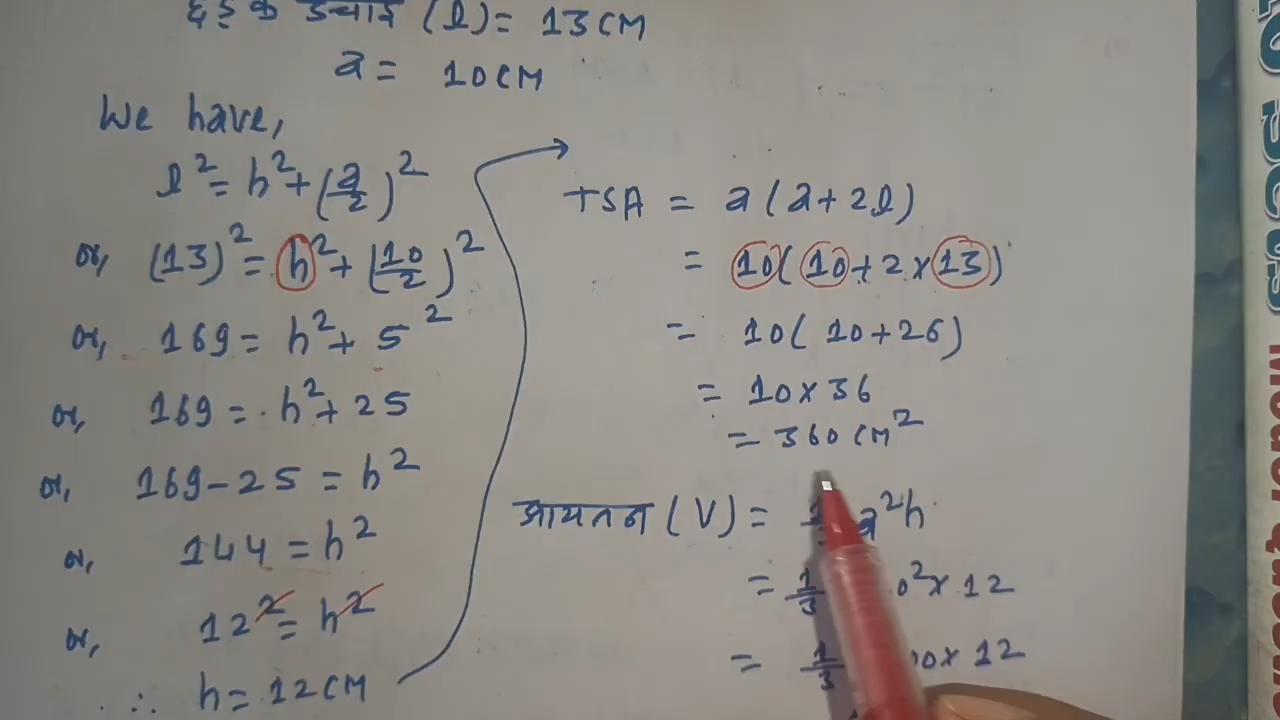 (l) = 13 CM
a = 10 CM
We have,
l² = h² + (a/2)²
or, (13)² = h² + (10/2)²
or, 169 = h² + 5²
or, 169 = h² + 25
or, 169 - 25 = h²
or, 144 = h²
or, 12² = h²
∴ h = 12 CM
TSA = a (a + 2l)
= 10 (10 + 2 × 13)
= 10 (10 + 26)
= 10 × 36
= 360 CM²
आयतन (V) = a²h
= 1/3 0² × 12
= 1/3 00 × 12